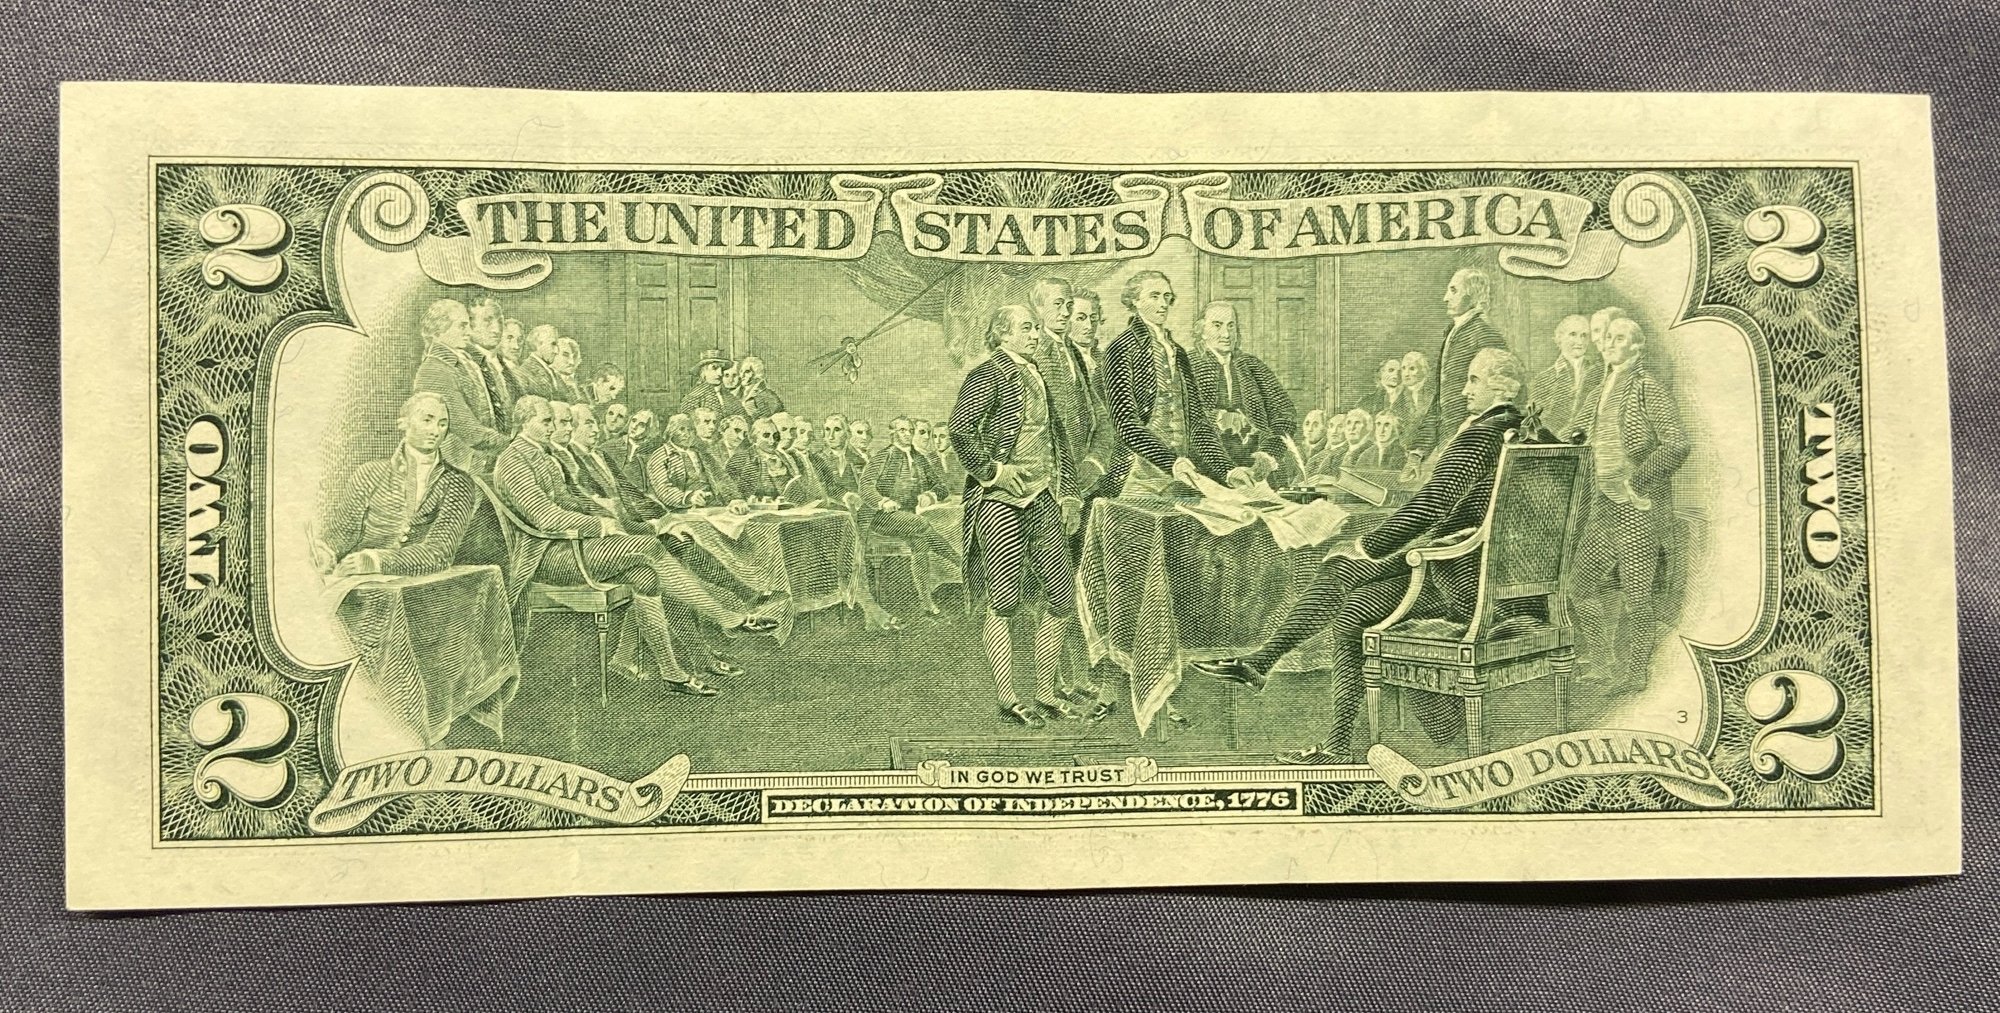 THE UNITED STATES OF AMERICA
2
2
TWO
TWO
3
2
2
TWO DOLLARS
IN GOD WE TRUST
TWO DOLLARS
DECLARATION OF INDEPENDENCE, 1776